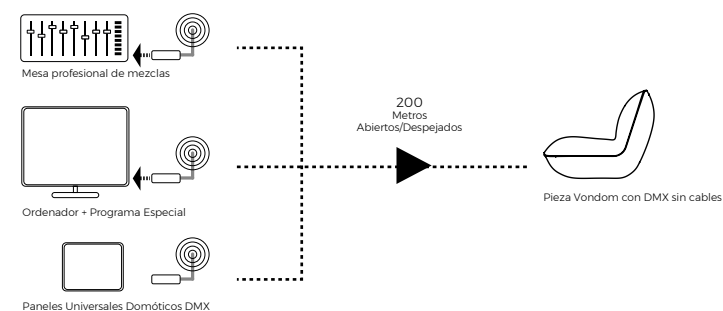 Mesa profesional de mezclas
200
Metros
Abiertos/Despejados
Pieza Vondom con DMX sin cables
Ordenador + Programa Especial
Paneles Universales Domóticos DMX